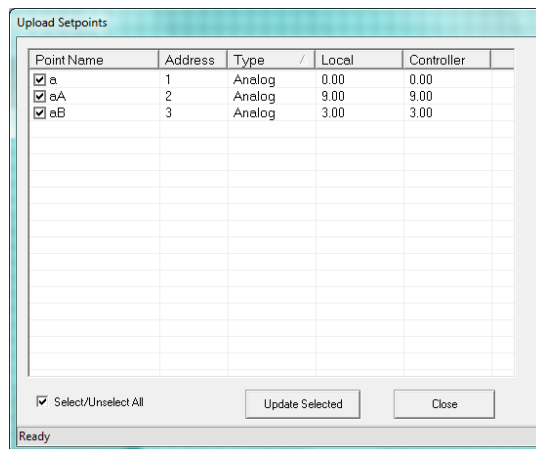 Upload Setpoints
Point Name Address Type Local Controller
a 1 Analog 0.00 0.00
aA 2 Analog 9.00 9.00
aB 3 Analog 3.00 3.00
Select/Unselect All Update Selected Close
Ready